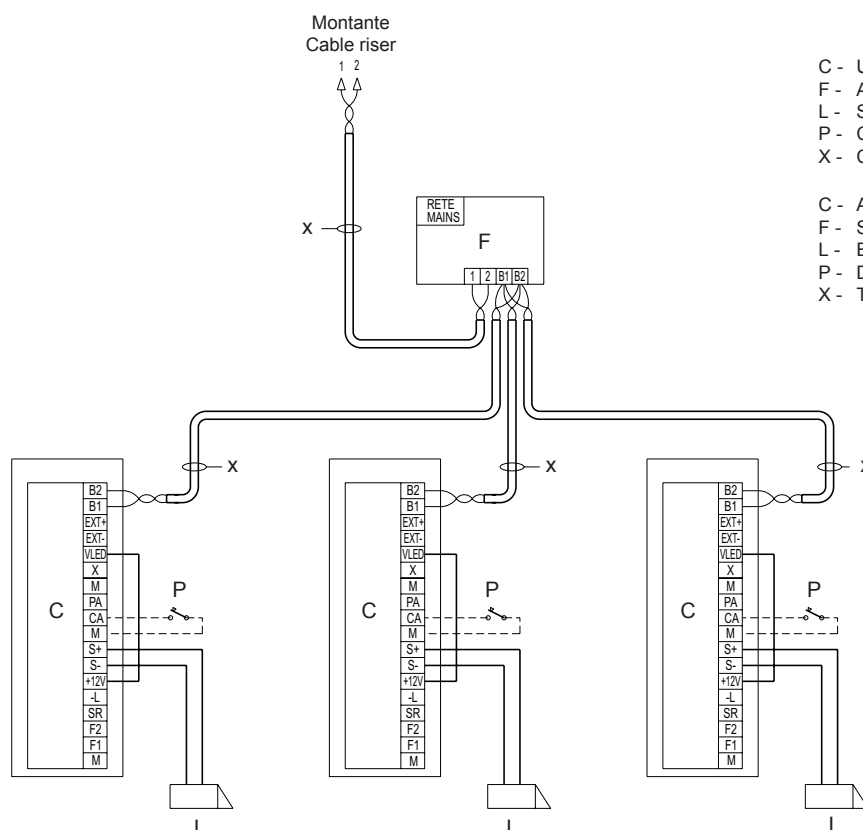 Montante
Cable riser
1 2
C - U
F - A
L - S
P - C
X - C
C - A
F - S
L - E
P - D
X - T
RETE
MAINS
F
X
1 2 B1 B2
X
X
X
C
B2
B1
EXT+
EXT-
VLED
X
M
PA
CA
M
S+
S-
+12V
-L
SR
F2
F1
M
P
L
C
B2
B1
EXT+
EXT-
VLED
X
M
PA
CA
M
S+
S-
+12V
-L
SR
F2
F1
M
P
L
C
B2
B1
EXT+
EXT-
VLED
X
M
PA
CA
M
S+
S-
+12V
-L
SR
F2
F1
M
P
L